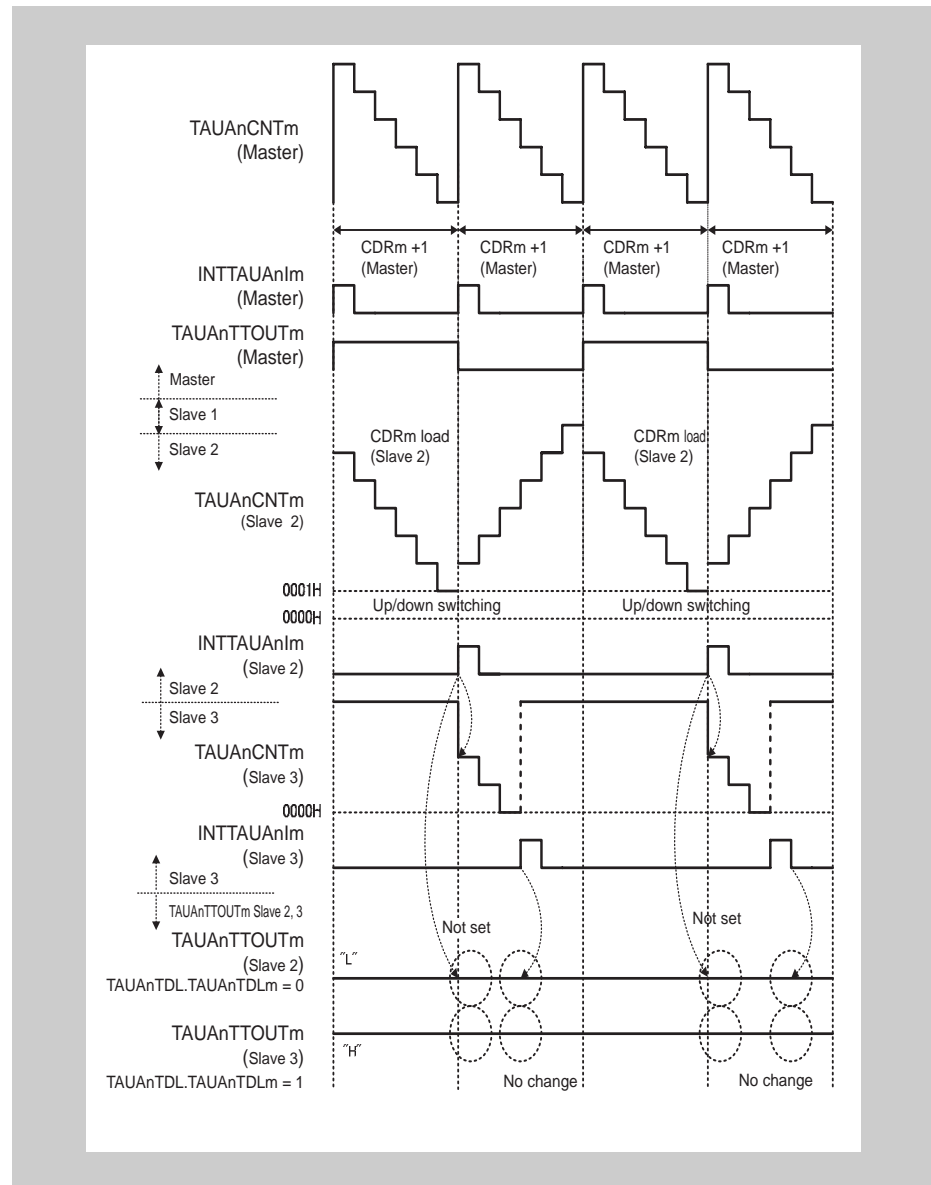 TAUAnCNTm
(Master)
CDRm +1
(Master)
CDRm +1
(Master)
CDRm +1
(Master)
CDRm +1
(Master)
INTTAUAnIm
(Master)
TAUAnTTOUTm
(Master)
Master
Slave 1
Slave 2
CDRm load
(Slave 2)
CDRm load
(Slave 2)
TAUAnCNTm
(Slave 2)
0001H
Up/down switching
Up/down switching
0000H
INTTAUAnIm
(Slave 2)
Slave 2
Slave 3
TAUAnCNTm
(Slave 3)
0000H
INTTAUAnIm
(Slave 3)
Slave 3
TAUAnTTOUTm Slave 2, 3
Not set
Not set
TAUAnTTOUTm
(Slave 2)
TAUAnTDL.TAUAnTDLm = 0
"L"
TAUAnTTOUTm
(Slave 3)
TAUAnTDL.TAUAnTDLm = 1
"H"
No change
No change